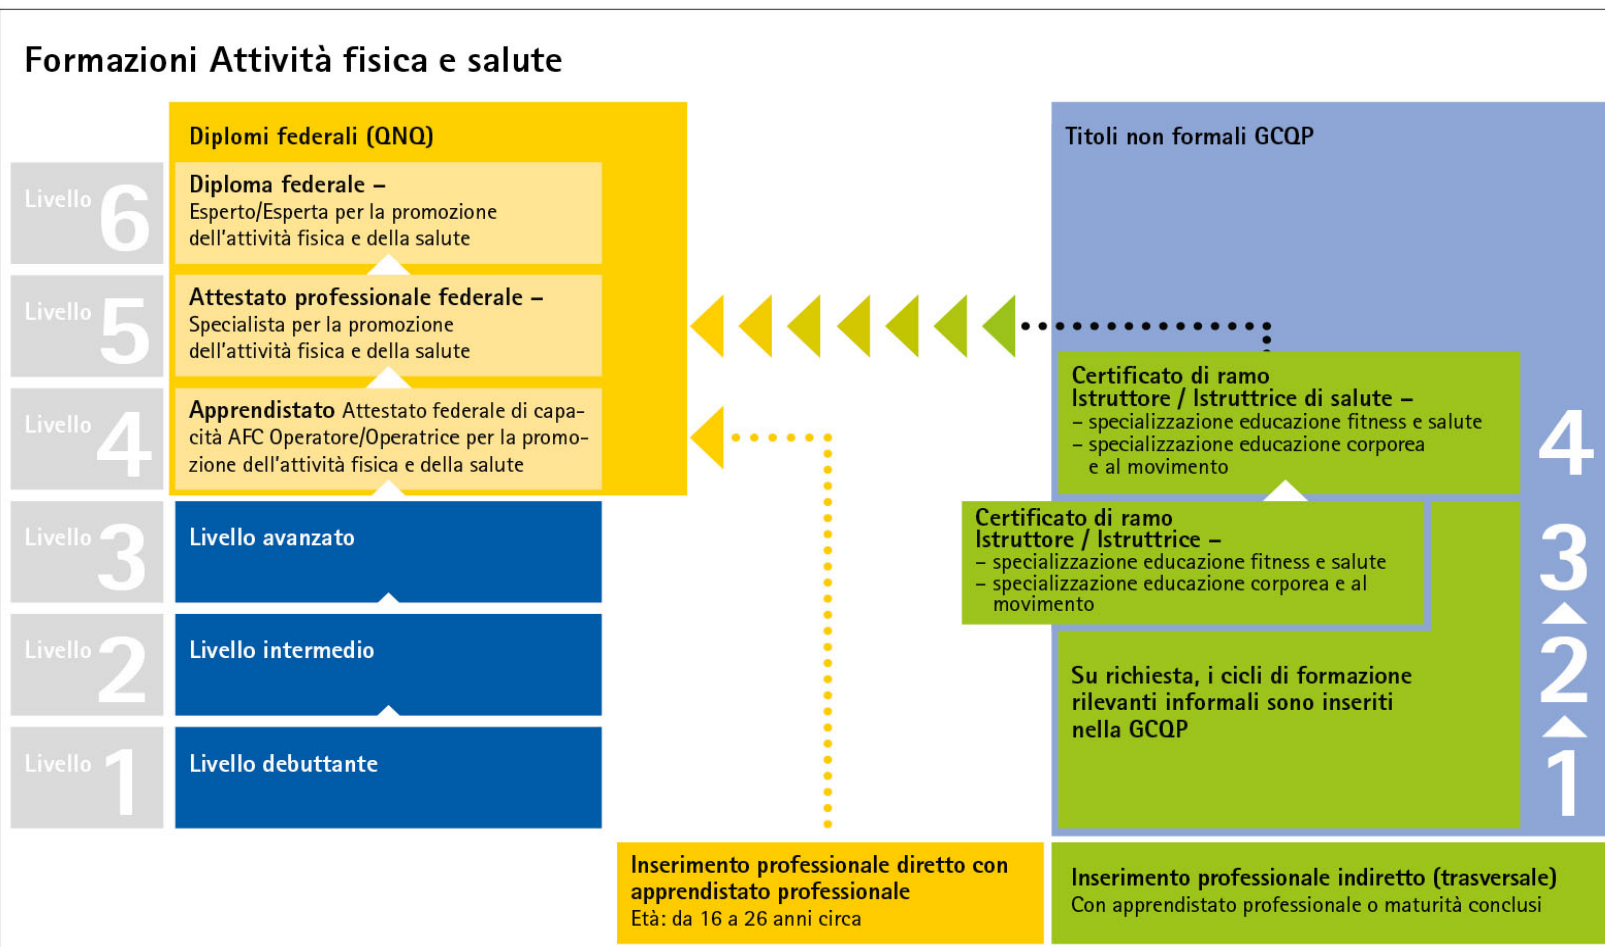 Formazioni Attività fisica e salute
Diplomi federali (QNQ)
Livello 6
Diploma federale –
Esperto/Esperta per la promozione
dell'attività fisica e della salute
Livello 5
Attestato professionale federale –
Specialista per la promozione
dell'attività fisica e della salute
Livello 4
Apprendistato Attestato federale di capa-
cità AFC Operatore/Operatrice per la promo-
zione dell'attività fisica e della salute
Livello 3
Livello avanzato
Livello 2
Livello intermedio
Livello 1
Livello debuttante
Inserimento professionale diretto con
apprendistato professionale
Età: da 16 a 26 anni circa
Titoli non formali GCQP
Certificato di ramo
Istruttore / Istruttrice di salute –
– specializzazione educazione fitness e salute
– specializzazione educazione corporea
e al movimento
4
Certificato di ramo
Istruttore / Istruttrice –
– specializzazione educazione fitness e salute
– specializzazione educazione corporea e al
movimento
3
Su richiesta, i cicli di formazione
rilevanti informali sono inseriti
nella GCQP
2
1
Inserimento professionale indiretto (trasversale)
Con apprendistato professionale o maturità conclusi